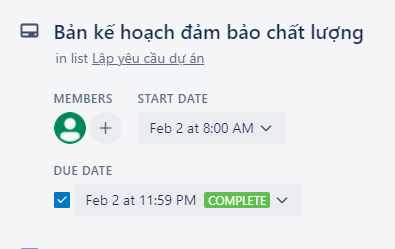 Bản kế hoạch đảm bảo chất lượng
in list Lập yêu cầu dự án
MEMBERS START DATE
Feb 2 at 8:00 AM
DUE DATE
Feb 2 at 11:59 PM COMPLETE